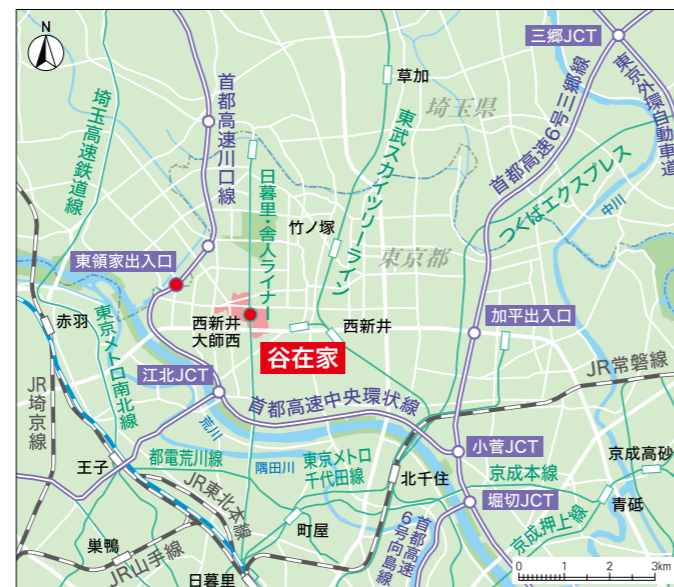 N
三郷JCT
草加
埼玉県
首都高速川口線
埼玉高速鉄道線
東武スカイツリーライン
首都高速6号三郷線
東京外環自動車道
つくばエクスプレス
中川
日暮里・舎人ライナー
竹ノ塚
東京都
東領家出入口
赤羽
東京メトロ南北線
西新井
大師西
西新井
加平出入口
谷在家
JR常磐線
江北JCT
首都高速中央環状線
JR埼京線
荒川
小菅JCT
王子
都電荒川線
隅田川
東京メトロ
千代田線
北千住
京成本線
京成高砂
JR東北本線
堀切JCT
青砥
町屋
首都高速
6号向島線
京成押上線
巣鴨
JR山手線
日暮里
0 1 2 3km